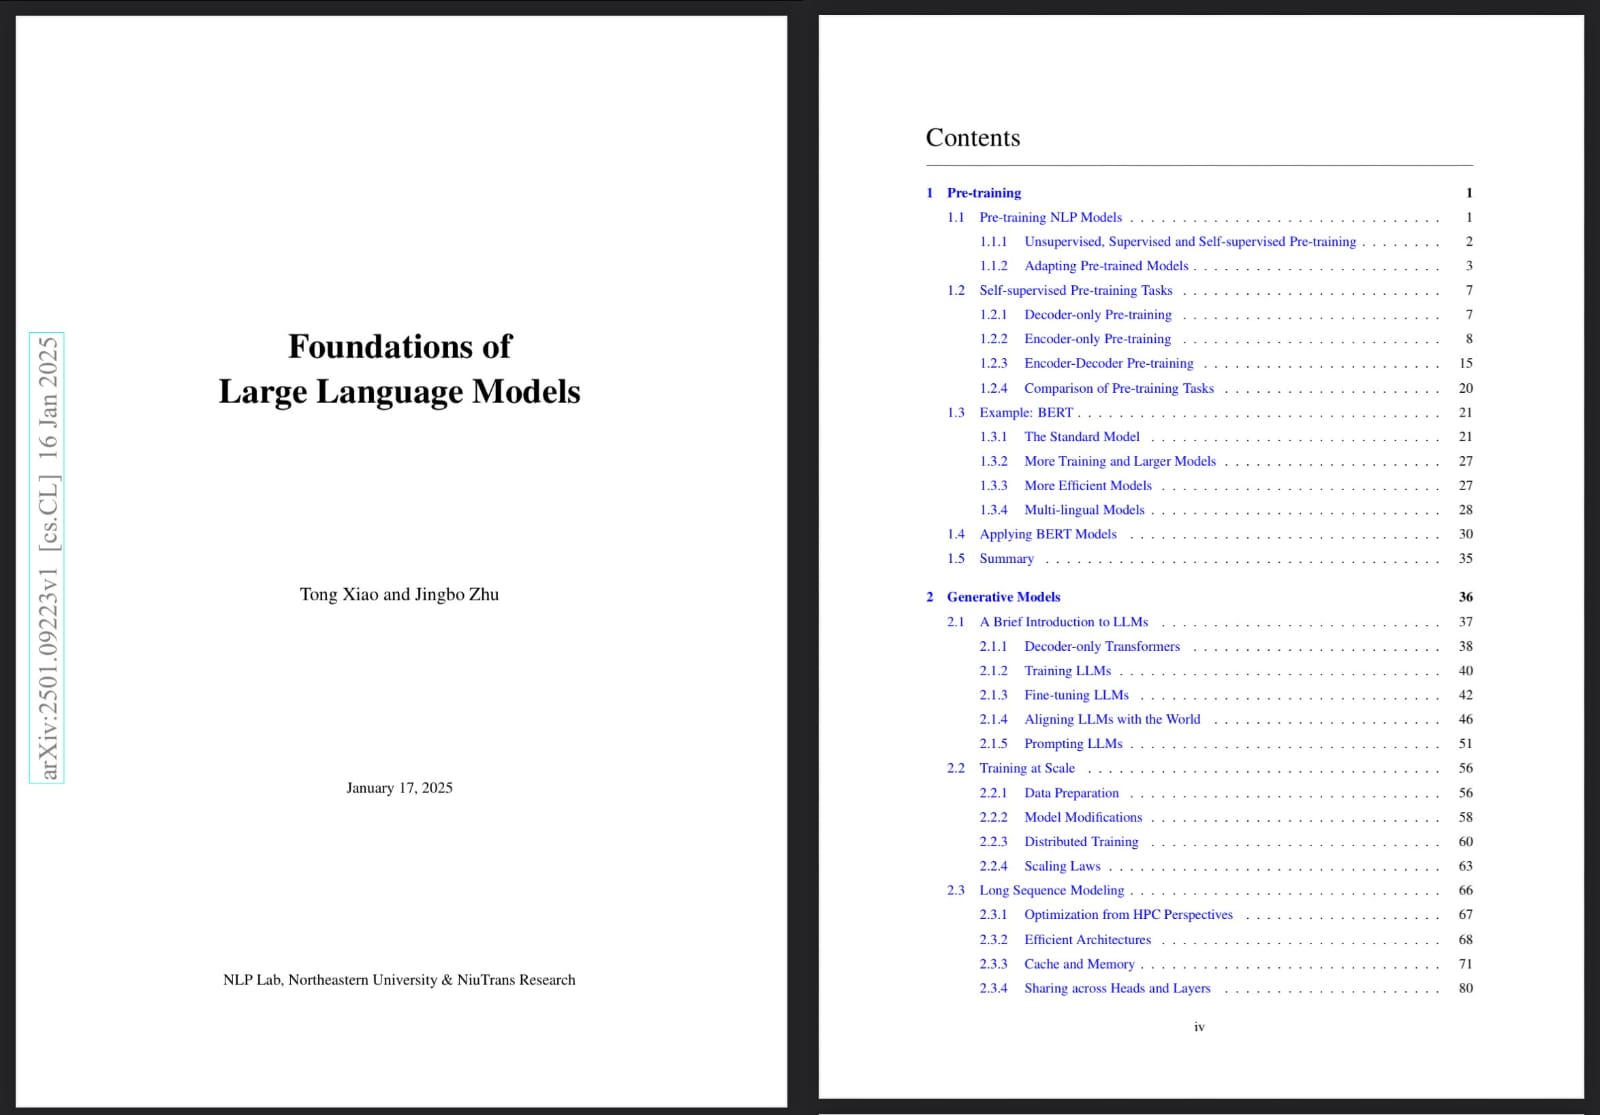 arXiv:2501.09223v1 [cs.CL] 16 Jan 2025
Foundations of
Large Language Models
Tong Xiao and Jingbo Zhu
January 17, 2025
NLP Lab, Northeastern University & NiuTrans Research
Contents
1 Pre-training 1
1.1 Pre-training NLP Models . . . . . . . . . . . . . . . . . . . . . . . . . . . . . 1
1.1.1 Unsupervised, Supervised and Self-supervised Pre-training . . . . . . . . 2
1.1.2 Adapting Pre-trained Models . . . . . . . . . . . . . . . . . . . . . . . . 3
1.2 Self-supervised Pre-training Tasks . . . . . . . . . . . . . . . . . . . . . . . . 7
1.2.1 Decoder-only Pre-training . . . . . . . . . . . . . . . . . . . . . . . . 7
1.2.2 Encoder-only Pre-training . . . . . . . . . . . . . . . . . . . . . . . . 8
1.2.3 Encoder-Decoder Pre-training . . . . . . . . . . . . . . . . . . . . . . 15
1.2.4 Comparison of Pre-training Tasks . . . . . . . . . . . . . . . . . . . . 20
1.3 Example: BERT . . . . . . . . . . . . . . . . . . . . . . . . . . . . . . . . . . 21
1.3.1 The Standard Model . . . . . . . . . . . . . . . . . . . . . . . . . . . 21
1.3.2 More Training and Larger Models . . . . . . . . . . . . . . . . . . . . 27
1.3.3 More Efficient Models . . . . . . . . . . . . . . . . . . . . . . . . . . 27
1.3.4 Multi-lingual Models . . . . . . . . . . . . . . . . . . . . . . . . . . . 28
1.4 Applying BERT Models . . . . . . . . . . . . . . . . . . . . . . . . . . . . . 30
1.5 Summary . . . . . . . . . . . . . . . . . . . . . . . . . . . . . . . . . . . . . 35
2 Generative Models 36
2.1 A Brief Introduction to LLMs . . . . . . . . . . . . . . . . . . . . . . . . . . 37
2.1.1 Decoder-only Transformers . . . . . . . . . . . . . . . . . . . . . . . 38
2.1.2 Training LLMs . . . . . . . . . . . . . . . . . . . . . . . . . . . . . . 40
2.1.3 Fine-tuning LLMs . . . . . . . . . . . . . . . . . . . . . . . . . . . . 42
2.1.4 Aligning LLMs with the World . . . . . . . . . . . . . . . . . . . . . 46
2.1.5 Prompting LLMs . . . . . . . . . . . . . . . . . . . . . . . . . . . . . 51
2.2 Training at Scale . . . . . . . . . . . . . . . . . . . . . . . . . . . . . . . . . 56
2.2.1 Data Preparation . . . . . . . . . . . . . . . . . . . . . . . . . . . . . 56
2.2.2 Model Modifications . . . . . . . . . . . . . . . . . . . . . . . . . . . 58
2.2.3 Distributed Training . . . . . . . . . . . . . . . . . . . . . . . . . . . 60
2.2.4 Scaling Laws . . . . . . . . . . . . . . . . . . . . . . . . . . . . . . . 63
2.3 Long Sequence Modeling . . . . . . . . . . . . . . . . . . . . . . . . . . . . . 66
2.3.1 Optimization from HPC Perspectives . . . . . . . . . . . . . . . . . . 67
2.3.2 Efficient Architectures . . . . . . . . . . . . . . . . . . . . . . . . . . 68
2.3.3 Cache and Memory . . . . . . . . . . . . . . . . . . . . . . . . . . . . 71
2.3.4 Sharing across Heads and Layers . . . . . . . . . . . . . . . . . . . . 80
iv